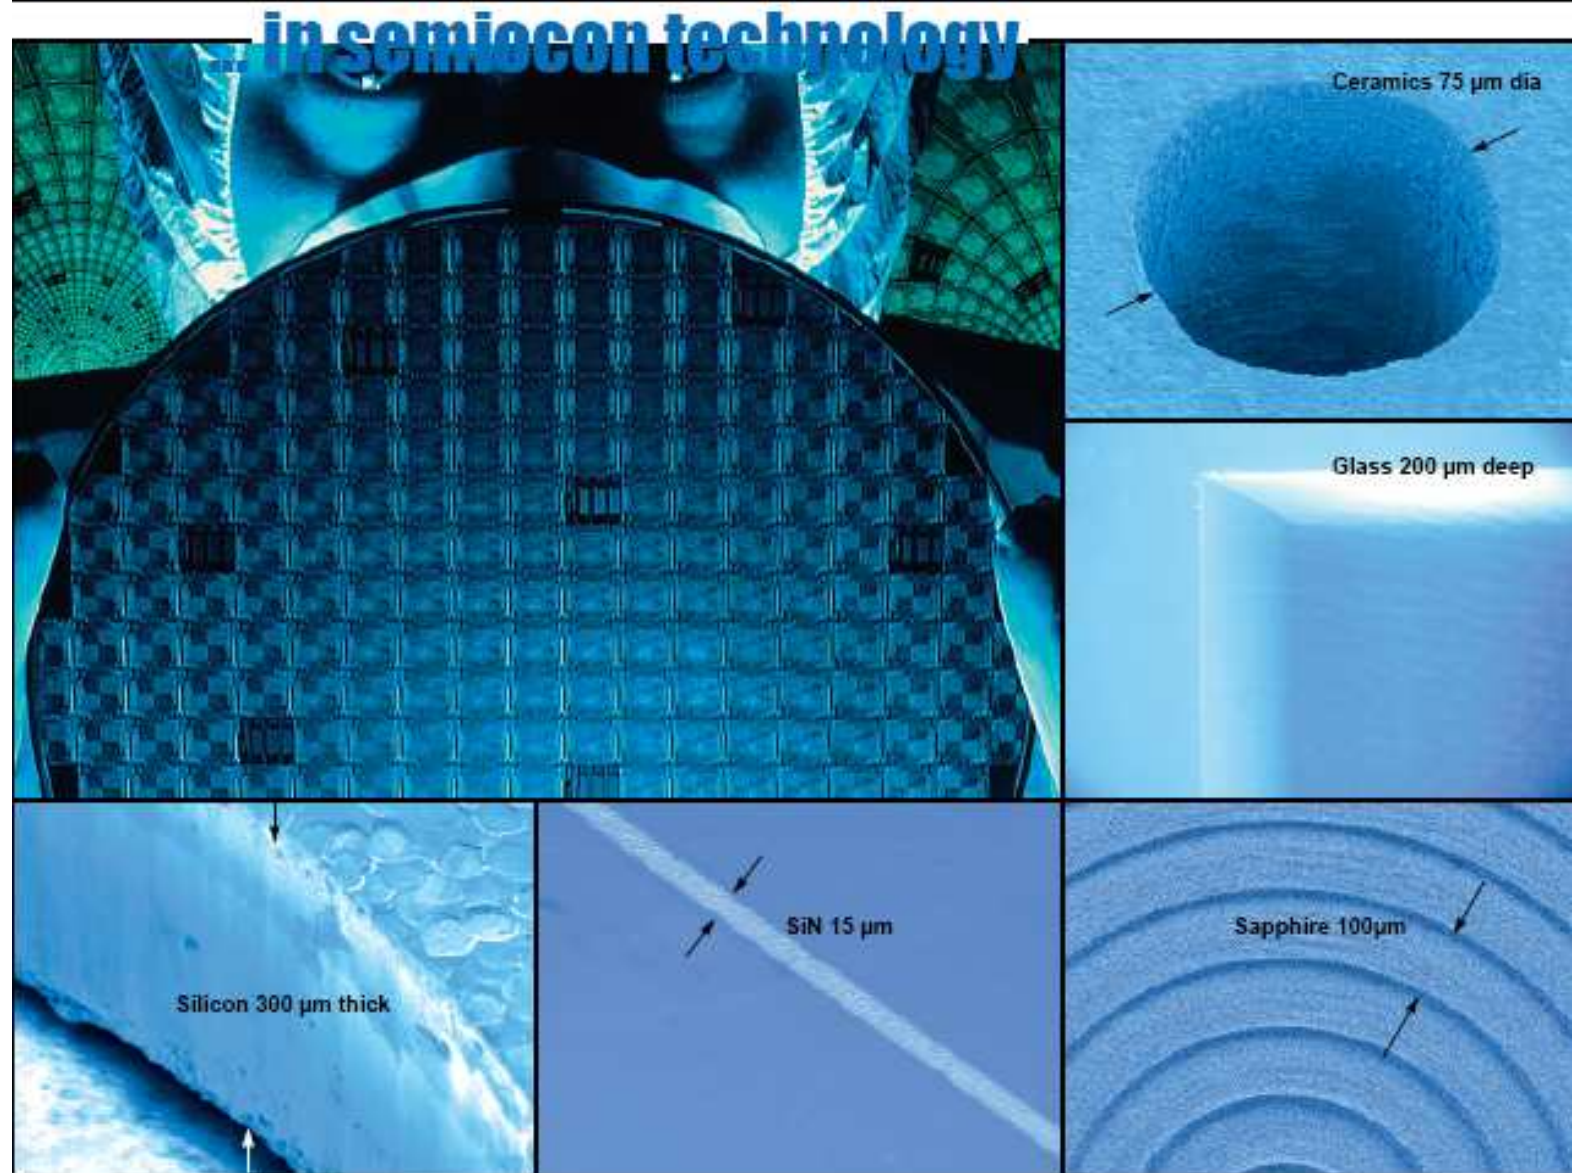 ... in semiocon technology
Ceramics 75 µm dia
Glass 200 µm deep
Silicon 300 µm thick
SiN 15 µm
Sapphire 100µm